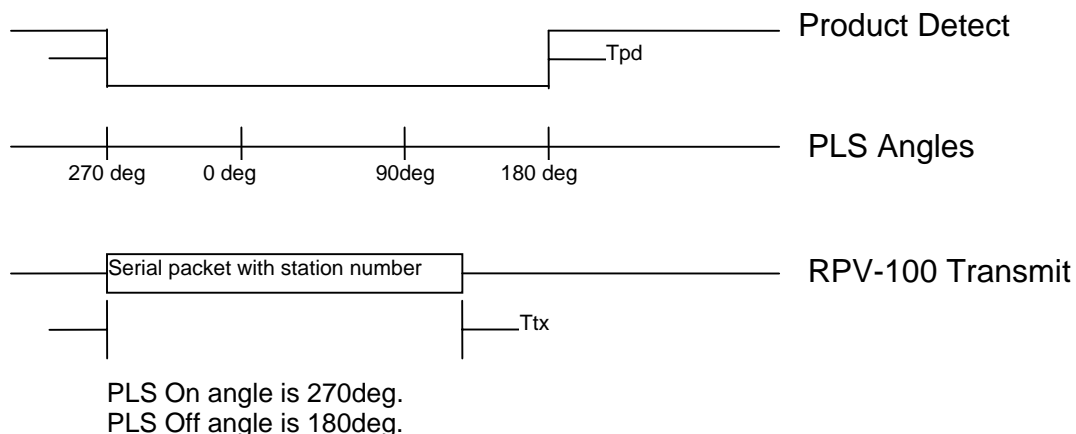 Product Detect
Tpd
PLS Angles
270 deg 0 deg 90deg 180 deg
Serial packet with station number
RPV-100 Transmit
Ttx
PLS On angle is 270deg.
PLS Off angle is 180deg.